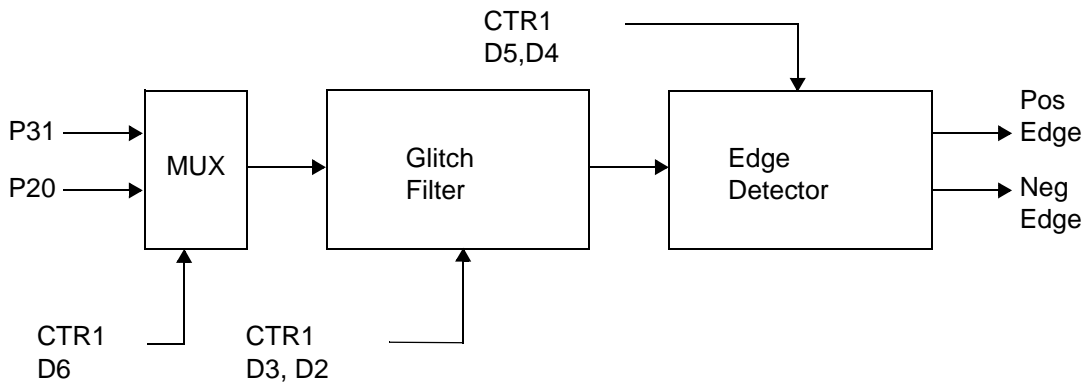 CTR1
D5,D4
P31
P20
MUX
Glitch
Filter
Edge
Detector
Pos
Edge
Neg
Edge
CTR1
D6
CTR1
D3, D2